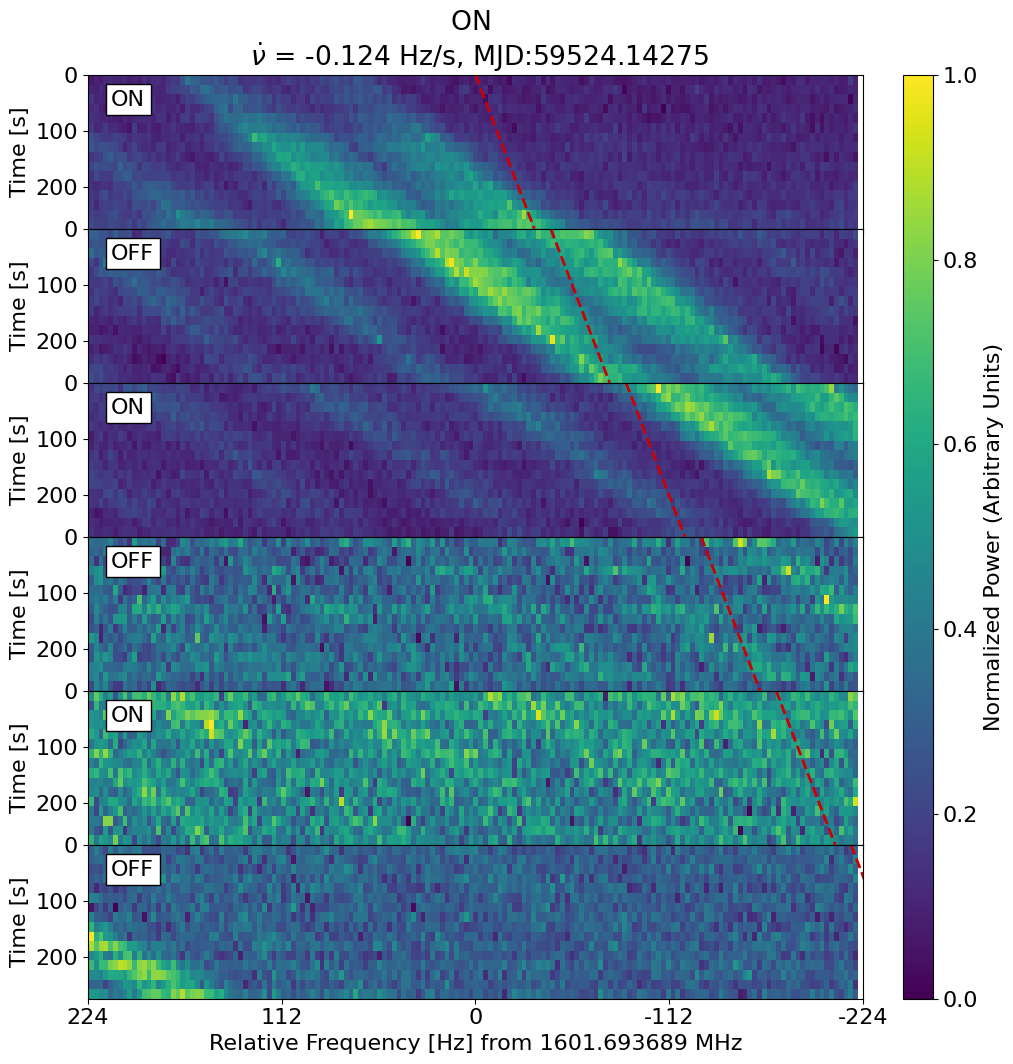 ON
ν̇ = -0.124 Hz/s, MJD:59524.14275
0
100
200
Time [s]
ON
0
100
200
Time [s]
OFF
0
100
200
Time [s]
ON
0
100
200
Time [s]
OFF
0
100
200
Time [s]
ON
0
100
200
Time [s]
OFF
224
112
0
-112
-224
Relative Frequency [Hz] from 1601.693689 MHz
1.0
0.8
0.6
0.4
0.2
0.0
Normalized Power (Arbitrary Units)